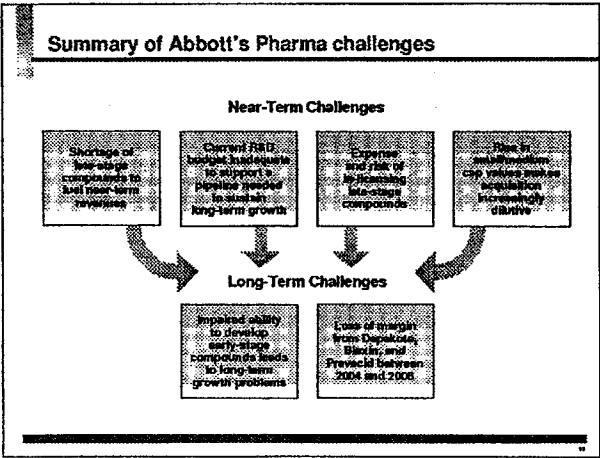 Summary of Abbott's Pharma challenges
Near-Term Challenges
Shortage of
late-stage
compounds to
fuel near-term
revenues
Current R&D
budget inadequate
to support a
pipeline needed
to sustain
long-term growth
Expense
and risk of
in-licensing
late-stage
compounds
Rise in
small/medium
cap values makes
acquisition
increasingly
dilutive
Long-Term Challenges
Impaired ability
to develop
early-stage
compounds leads
to long-term
growth problems
Loss of margin
from Depakote,
Biaxin, and
Prevacid between
2004 and